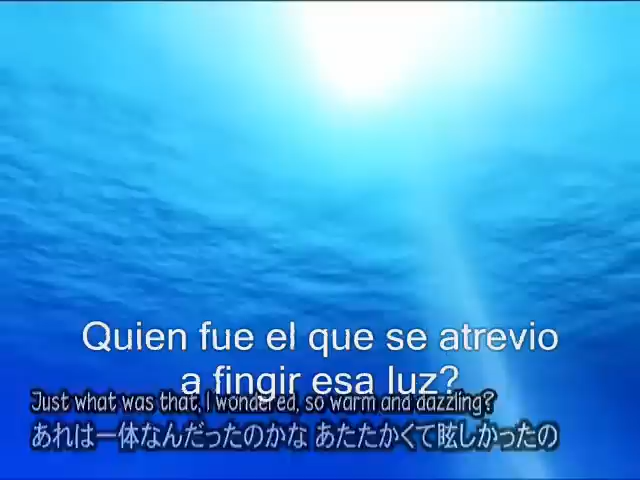 Quien fue el que se atrevio
a fingir esa luz?
Just what was that, I wondered, so warm and dazzling?
あれは一体なんだったのかな あたたかくて眩しかったの